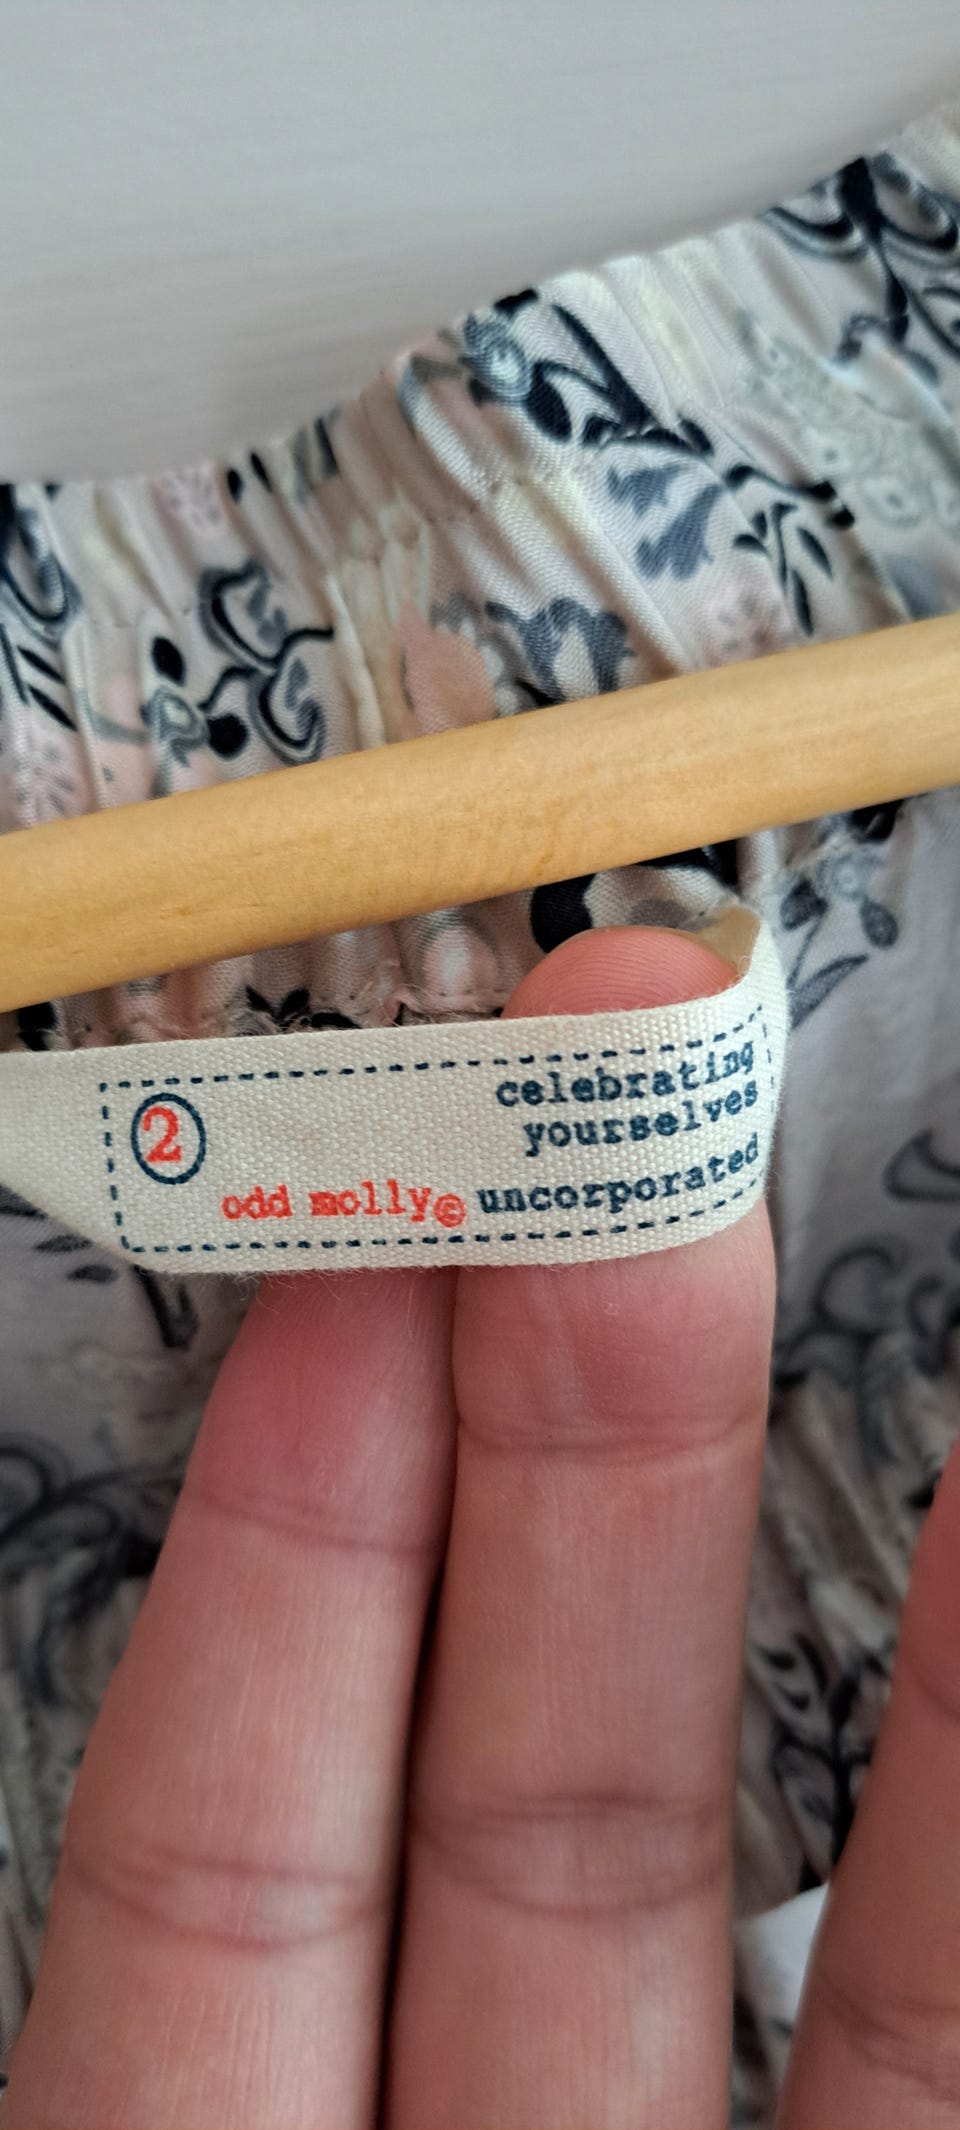 celebrating
yourselves
2
odd molly© uncorporated